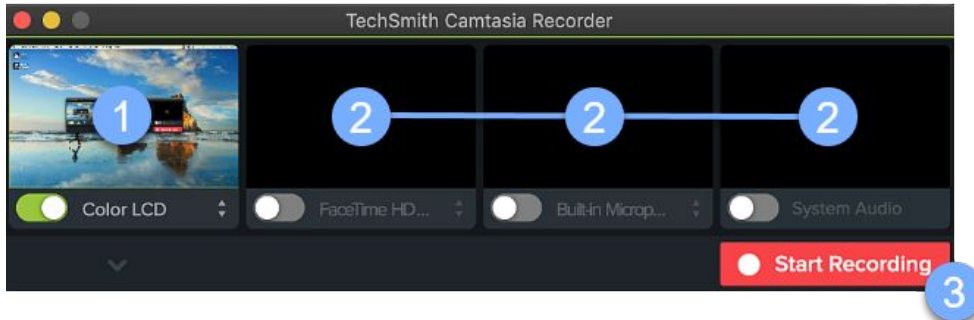 TechSmith Camtasia Recorder
1 2 2 2
Color LCD FaceTime HD... Built-in Microp... System Audio
Start Recording
3